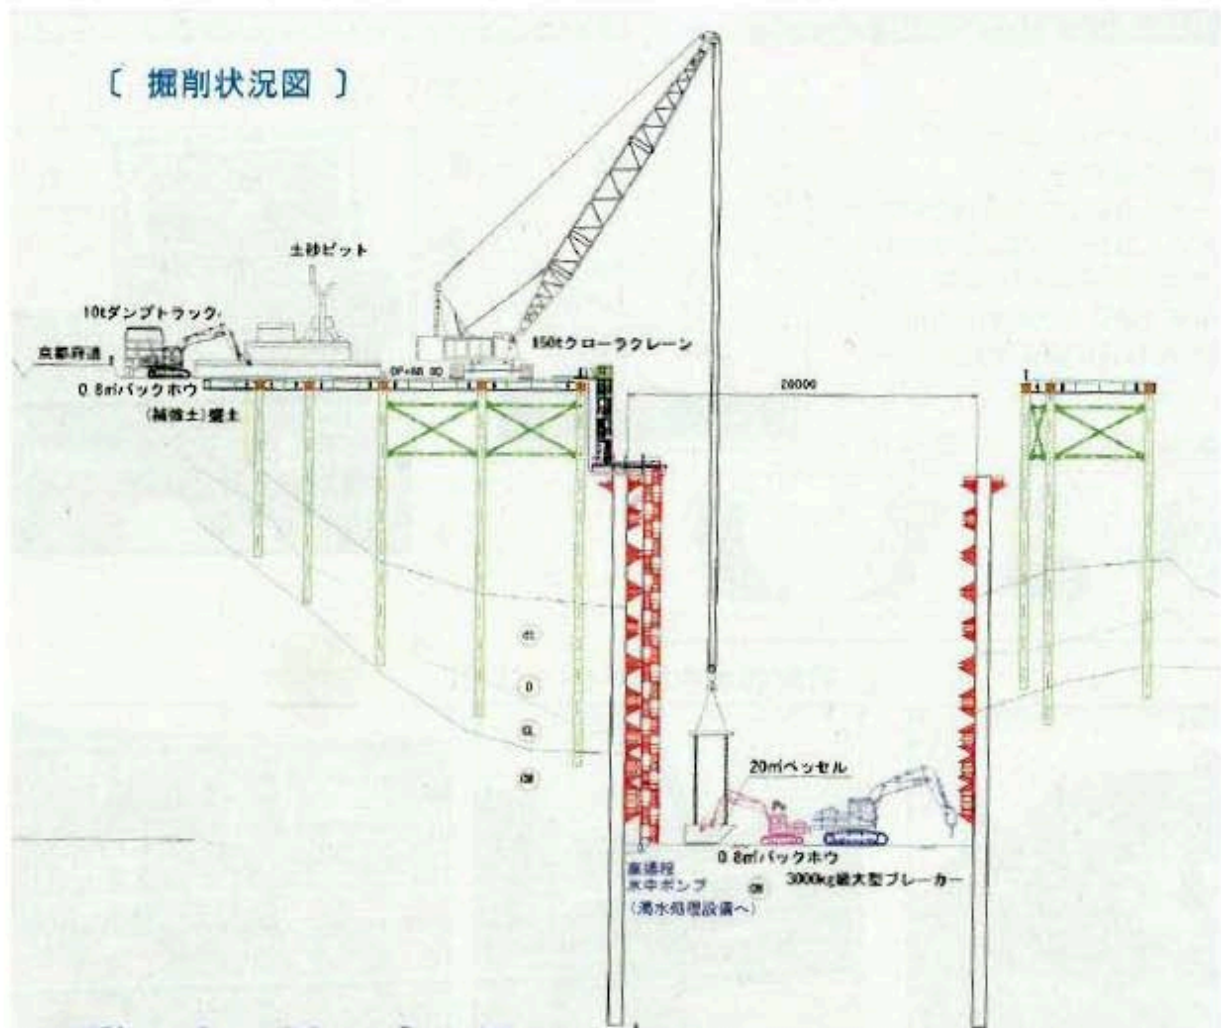 〔 掘削状況図 〕
土砂ピット
10tダンプトラック
京都府道
150tクローラクレーン
0.8㎥バックホウ
盛土
20000
D
CL
CM
20㎥ベッセル
0.8㎥バックホウ
水中ポンプ
CM
3000kg級大型ブレーカー
(濁水処理設備へ)